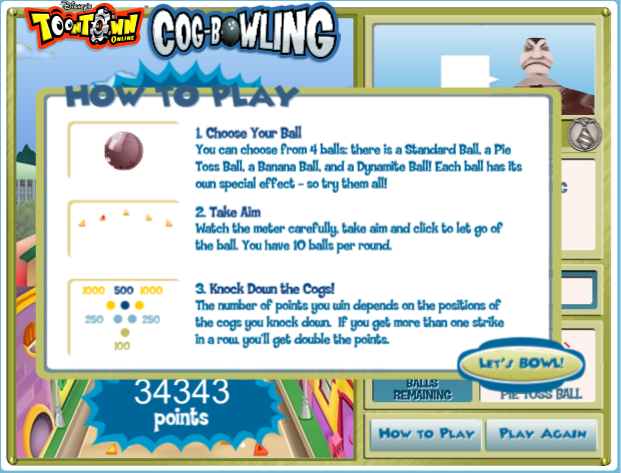 Disney's
TOONTOWN
ONLINE
COG-BOWLING
HOW TO PLAY
1. Choose Your Ball
You can choose from 4 balls: there is a Standard Ball, a Pie
Toss Ball, a Banana Ball, and a Dynamite Ball! Each ball has its
own special effect - so try them all!
2. Take Aim
Watch the meter carefully, take aim and click to let go of
the ball. You have 10 balls per round.
1000 500 1000
250 250
100
3. Knock Down the Cogs!
The number of points you win depends on the positions of
the cogs you knock down. If you get more than one strike
in a row, you'll get double the points.
LET'S BOWL!
34343
points
BALLS
REMAINING
PIE TOSS BALL
HOW TO PLAY
PLAY AGAIN